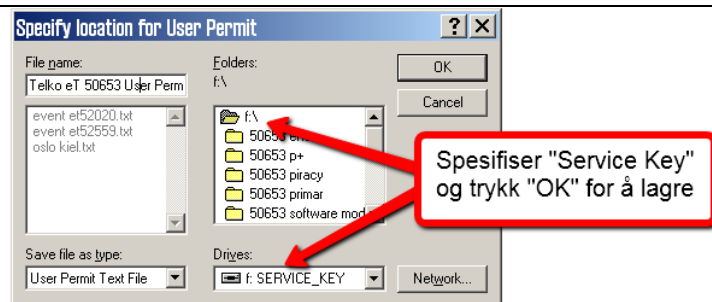 Specify location for User Permit
File name:
Telko eT 50653 User Perm
event et52020.txt
event et52559.txt
oslo kiel.txt
Folders:
f:\
f:\
50653
50653 p+
50653 piracy
50653 primar
50653 software mod
OK
Cancel
Spesifiser "Service Key"
og trykk "OK" for å lagre
Save file as type:
User Permit Text File
Drives:
f: SERVICE_KEY
Network...